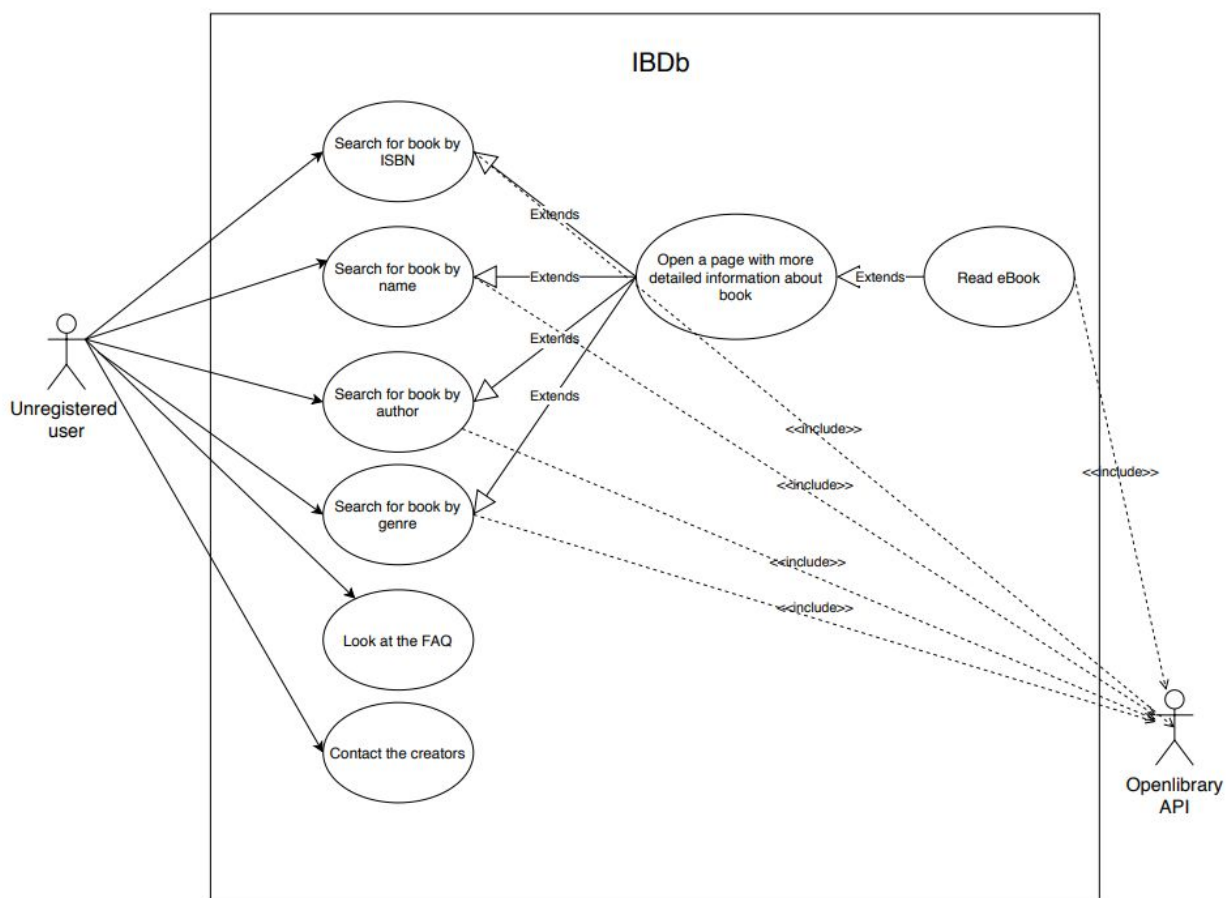 IBDb
Search for book by
ISBN
Extends
Search for book by
name
Extends
Open a page with more
detailed information about
book
Extends
Read eBook
Unregistered
user
Search for book by
author
Extends
Extends
Search for book by
genre
<<include>>
<<include>>
<<include>>
<<include>>
<<include>>
Look at the FAQ
Contact the creators
Openlibrary
API